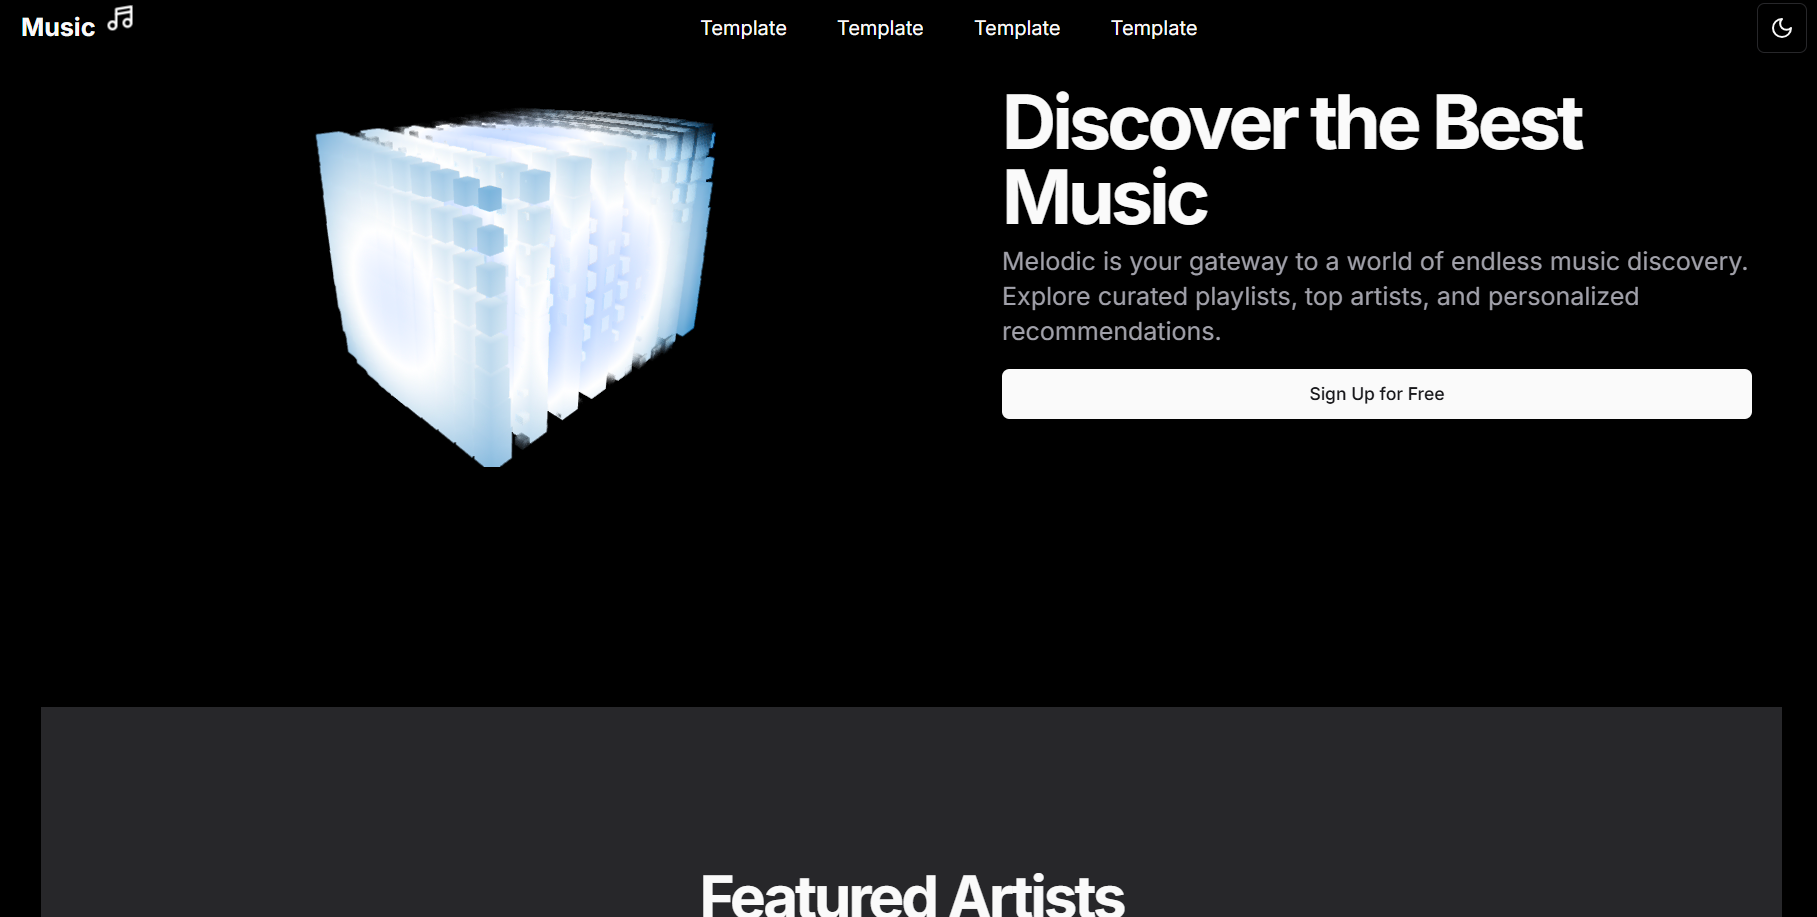 Music
Template Template Template Template
Discover the Best
Music
Melodic is your gateway to a world of endless music discovery.
Explore curated playlists, top artists, and personalized
recommendations.
Sign Up for Free
Featured Artists